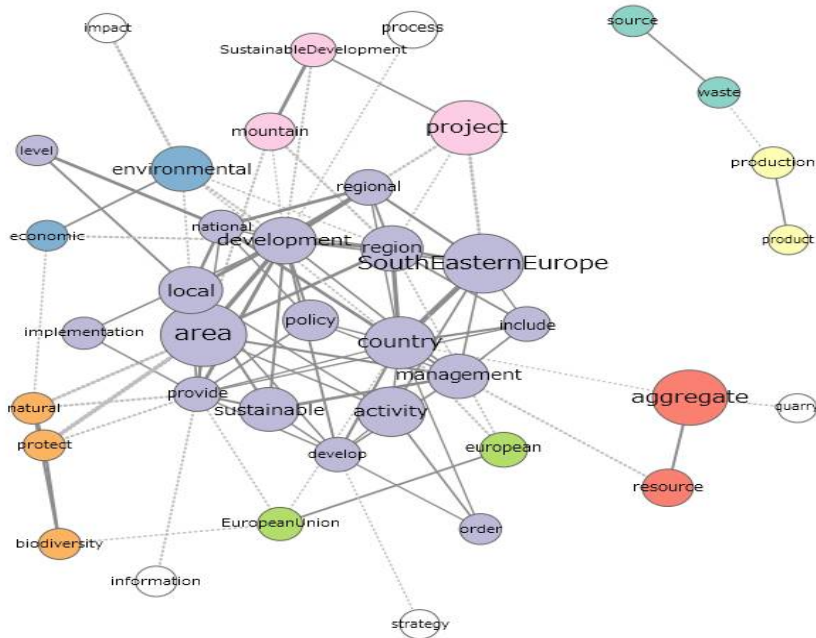 source
impact
process
SustainableDevelopment
waste
mountain
project
level
environmental
production
regional
national
economic
development
region
product
SouthEasternEurope
local
implementation
area
policy
country
include
management
provide
aggregate
natural
sustainable
activity
quarry
protect
develop
european
resource
EuropeanUnion
order
biodiversity
information
strategy